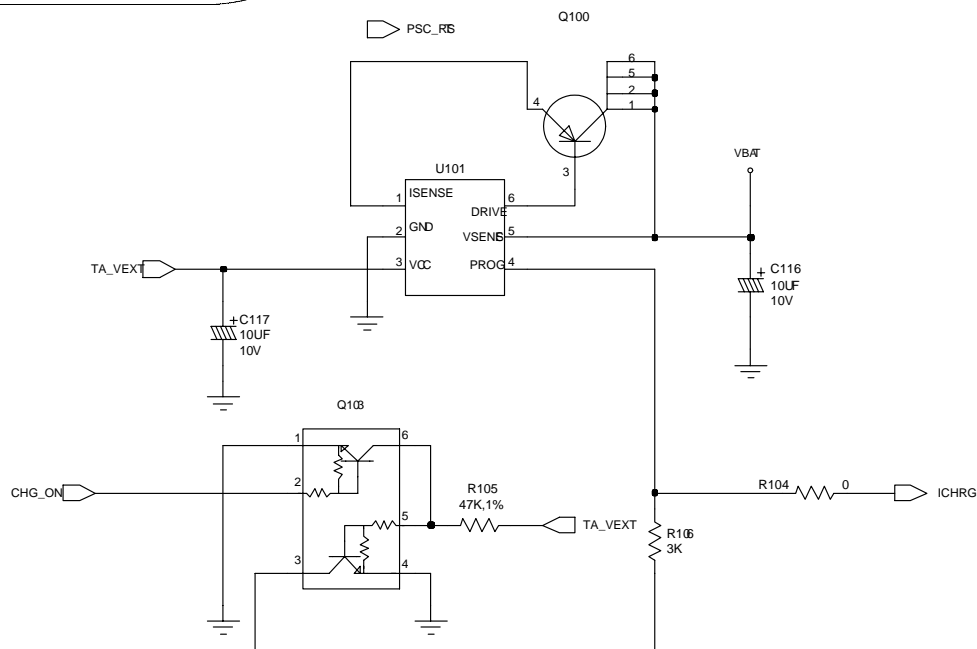 Q100
PSC_RTS
6
5
2
1
4
3
VBAT
U101
1 ISENSE
DRIVE 6
2 GND
VSENSE 5
TA_VEXT
3 VCC
PROG 4
C116
10UF
10V
C117
10UF
10V
Q103
1
6
CHG_ON
2
R105
47K,1%
5
TA_VEXT
3
4
R104
0
ICHRG
R106
3K